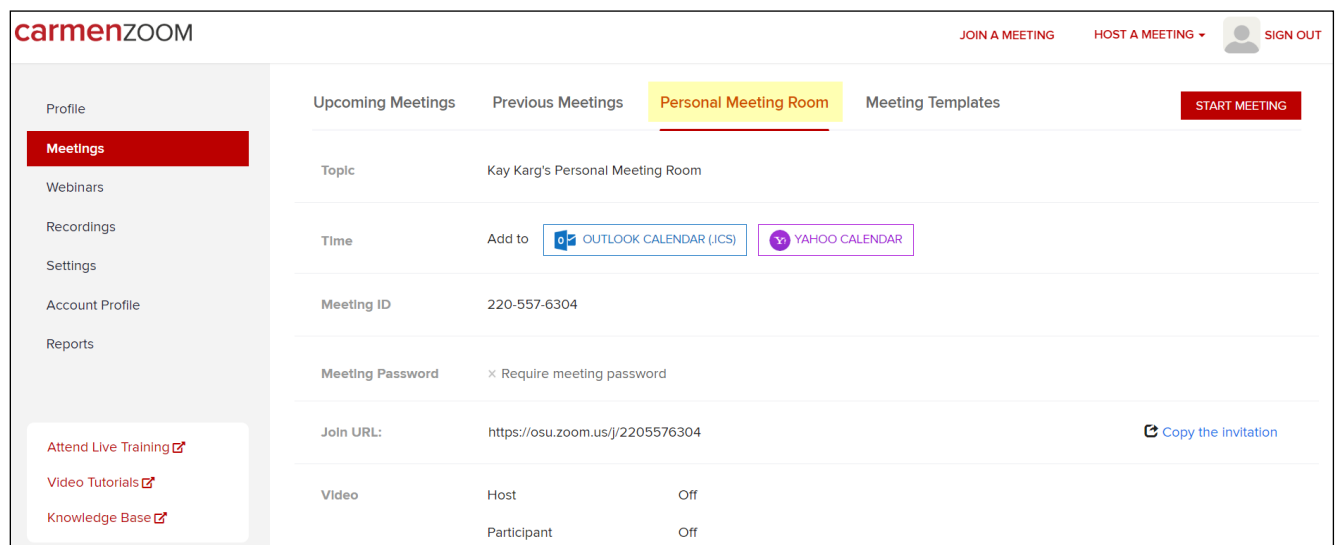 carmenZOOM
JOIN A MEETING HOST A MEETING SIGN OUT
Profile
Meetings
Webinars
Recordings
Settings
Account Profile
Reports
Attend Live Training
Video Tutorials
Knowledge Base
Upcoming Meetings Previous Meetings Personal Meeting Room Meeting Templates START MEETING
Topic Kay Karg's Personal Meeting Room
Time Add to OUTLOOK CALENDAR (.ICS) YAHOO CALENDAR
Meeting ID 220-557-6304
Meeting Password × Require meeting password
Join URL: https://osu.zoom.us/j/2205576304 Copy the invitation
Video Host Off
Participant Off